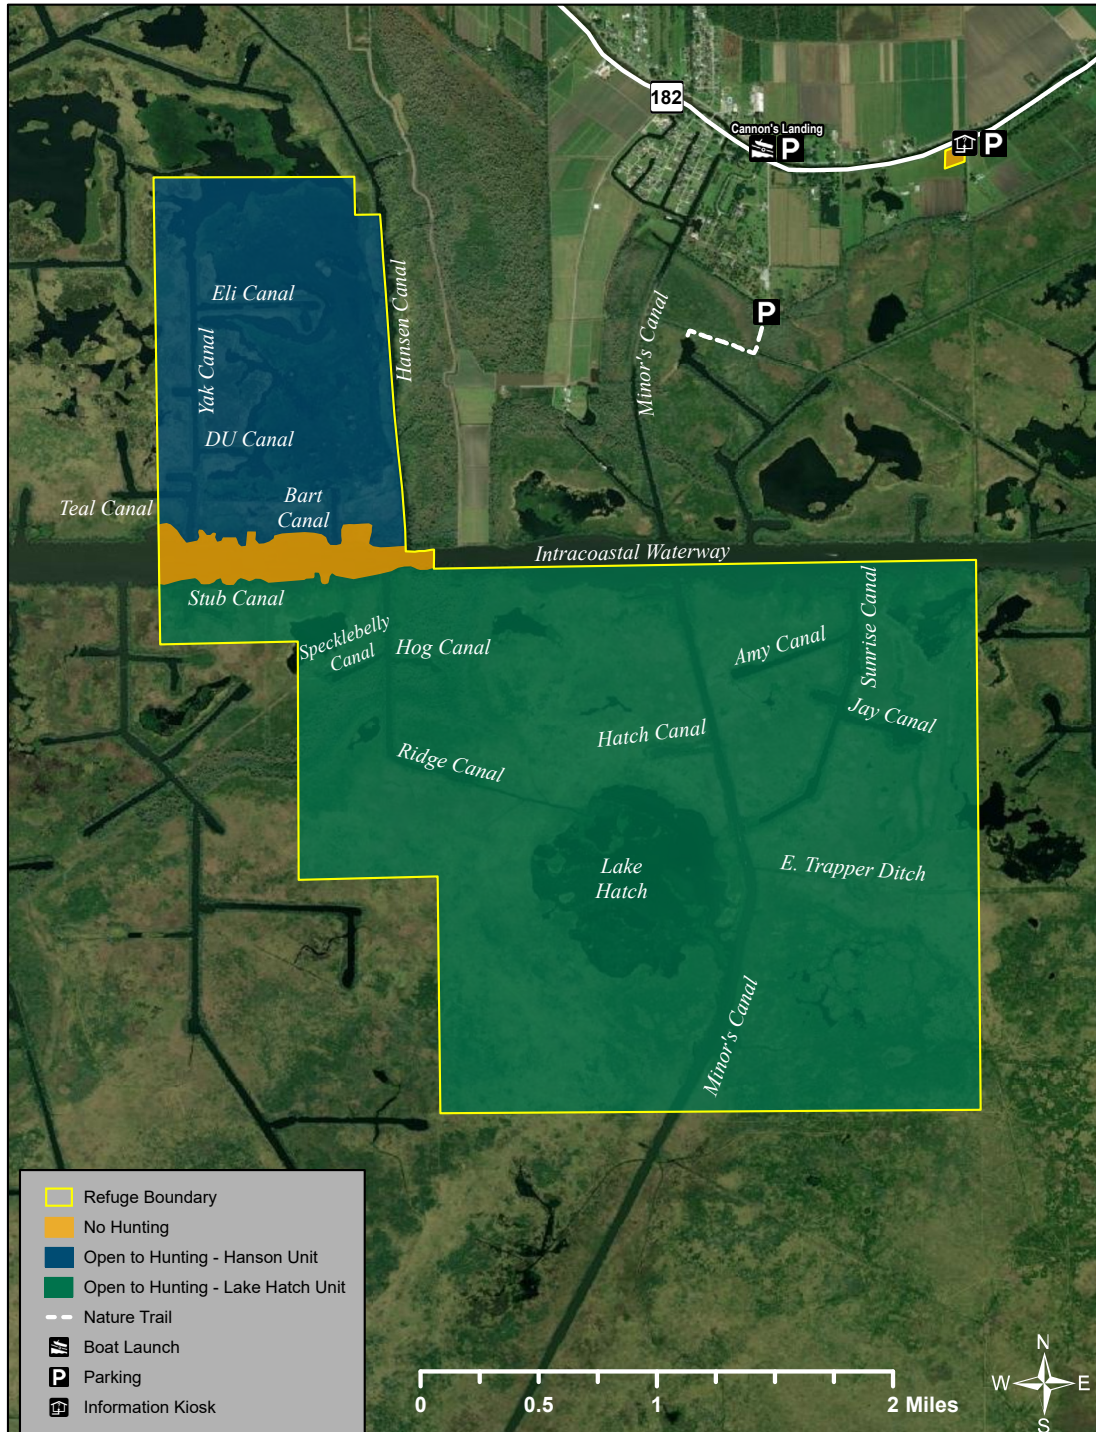 182
Cannon's Landing
P
P
Eli Canal
Hansen Canal
Minor's Canal
P
Yak Canal
DU Canal
Teal Canal
Bart
Canal
Intracoastal Waterway
Stub Canal
Specklebelly
Canal
Hog Canal
Amy Canal
Sunrise Canal
Jay Canal
Hatch Canal
Ridge Canal
Lake
Hatch
E. Trapper Ditch
Minor's Canal
Refuge Boundary
No Hunting
Open to Hunting - Hanson Unit
Open to Hunting - Lake Hatch Unit
Nature Trail
Boat Launch
P Parking
Information Kiosk
0 0.5 1 2 Miles
N
W E
S